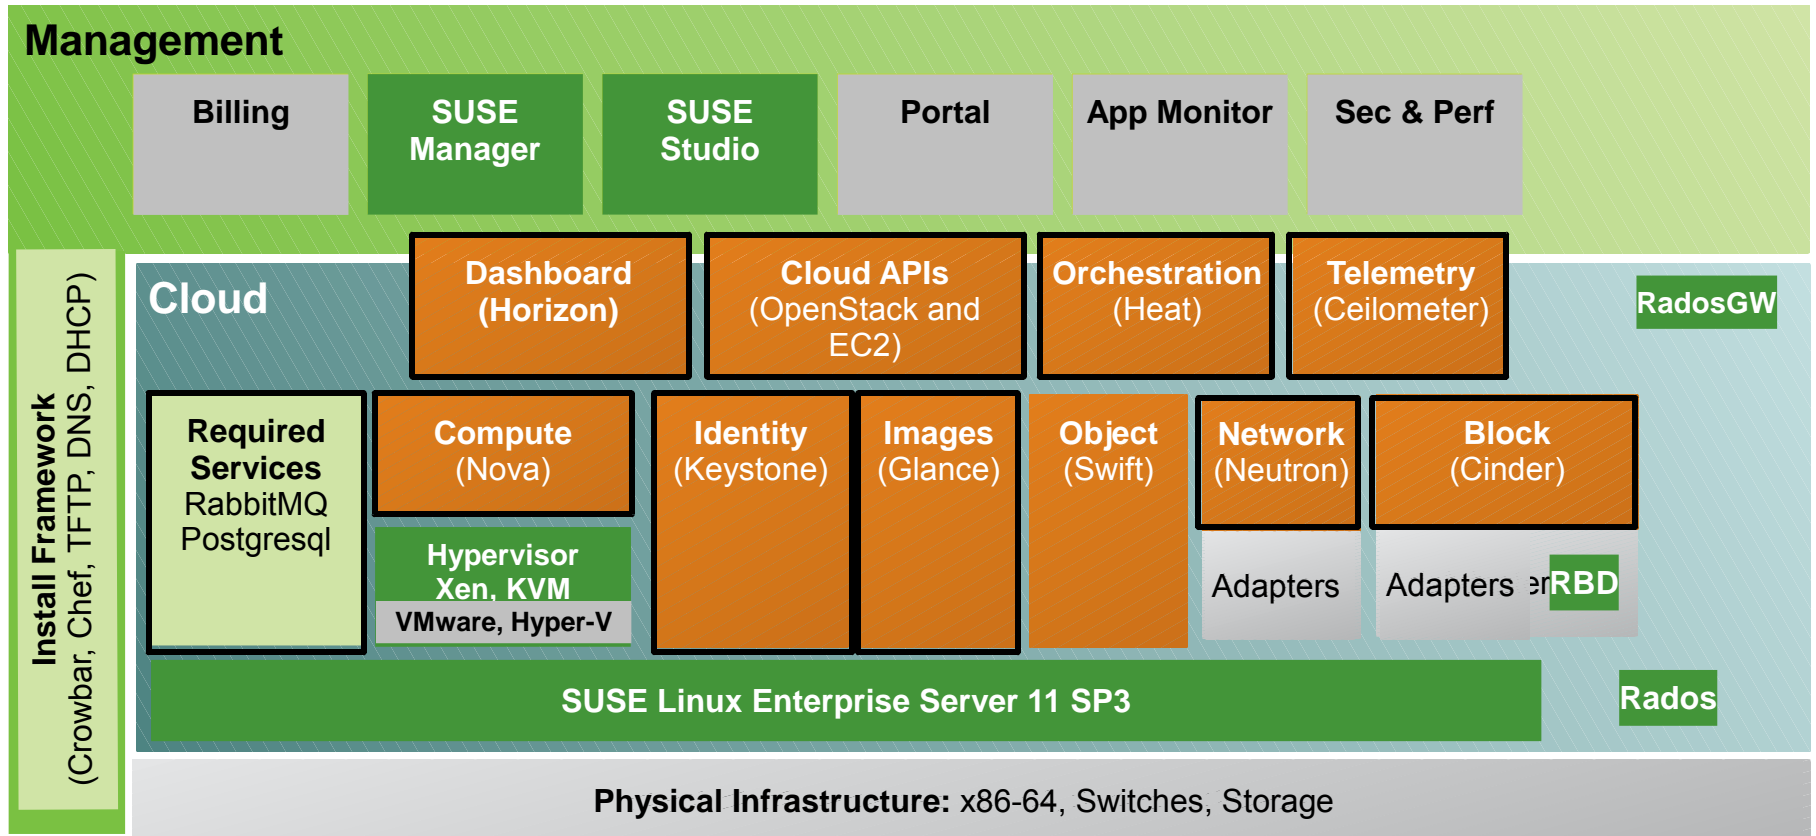 Management
Billing
SUSE
Manager
SUSE
Studio
Portal
App Monitor
Sec & Perf
Install Framework
(Crowbar, Chef, TFTP, DNS, DHCP)
Cloud
Dashboard
(Horizon)
Cloud APIs
(OpenStack and
EC2)
Orchestration
(Heat)
Telemetry
(Ceilometer)
RadosGW
Required
Services
RabbitMQ
Postgresql
Compute
(Nova)
Identity
(Keystone)
Images
(Glance)
Object
(Swift)
Network
(Neutron)
Block
(Cinder)
Hypervisor
Xen, KVM
VMware, Hyper-V
Adapters
Adapters
RBD
SUSE Linux Enterprise Server 11 SP3
Rados
Physical Infrastructure: x86-64, Switches, Storage